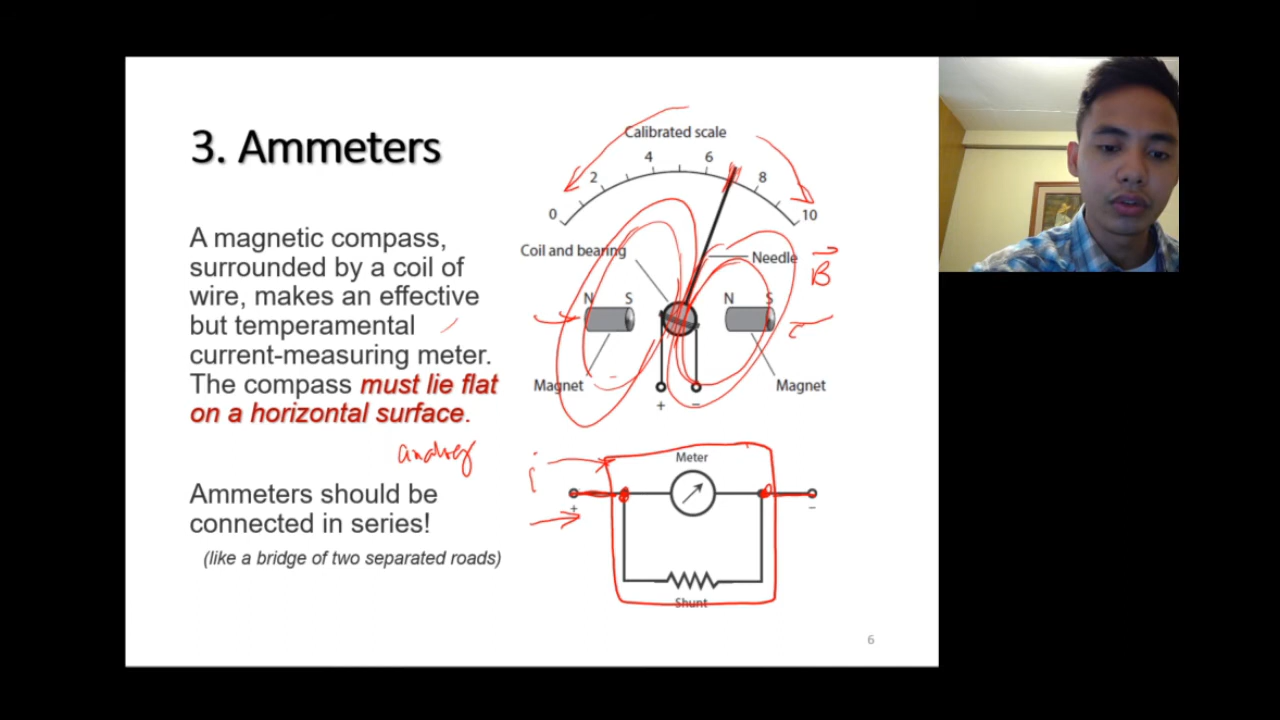 3. Ammeters
A magnetic compass,
surrounded by a coil of
wire, makes an effective
but temperamental
current-measuring meter.
The compass must lie flat
on a horizontal surface.
analog
Ammeters should be
connected in series!
(like a bridge of two separated roads)
Calibrated scale
0 2 4 6 8 10
Coil and bearing
Needle
B
N S
N S
Magnet
Magnet
+ −
Meter
i
+ −
Shunt
6